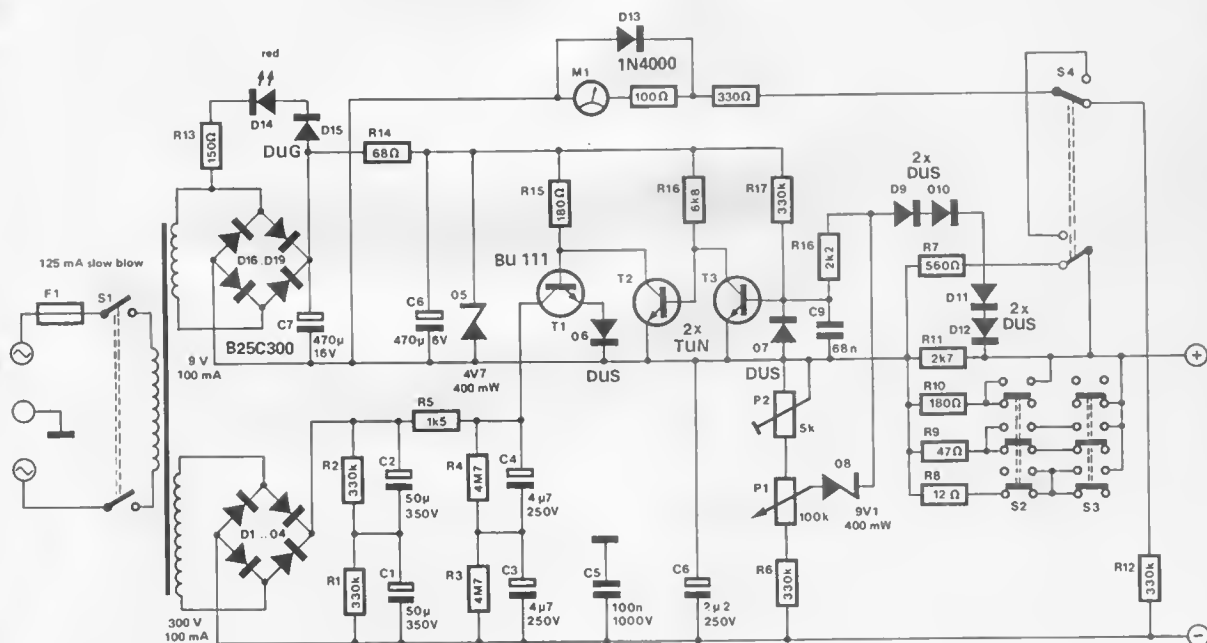 D13
1N4000
red
M1
100Ω
330Ω
S4
D14
D15
R13
150Ω
DUG
R14
68Ω
2x
DUS
D9
010
R15
180Ω
R16
6k8
R17
330k
R16
2k2
R7
560Ω
125 mA slow blow
F1
S1
D16..D19
BU 111
T2
T3
D11
D12
2x
DUS
C7
470µ
16V
B25C300
C6
470µ
6V
05
4V7
400 mW
T1
06
DUS
2x
TUN
07
DUS
C9
68n
R11
2k7
+
9 V
100 mA
R10
180Ω
R5
1k5
P2
5k
R9
47Ω
R2
330k
C2
50µ
350V
R4
4M7
C4
4µ7
250V
P1
100k
08
9V1
400 mW
R8
12Ω
S2
S3
D1..04
R1
330k
C1
50µ
350V
R3
4M7
C3
4µ7
250V
C5
100n
1000V
C6
2µ2
250V
R6
330k
R12
330k
300 V
100 mA
−